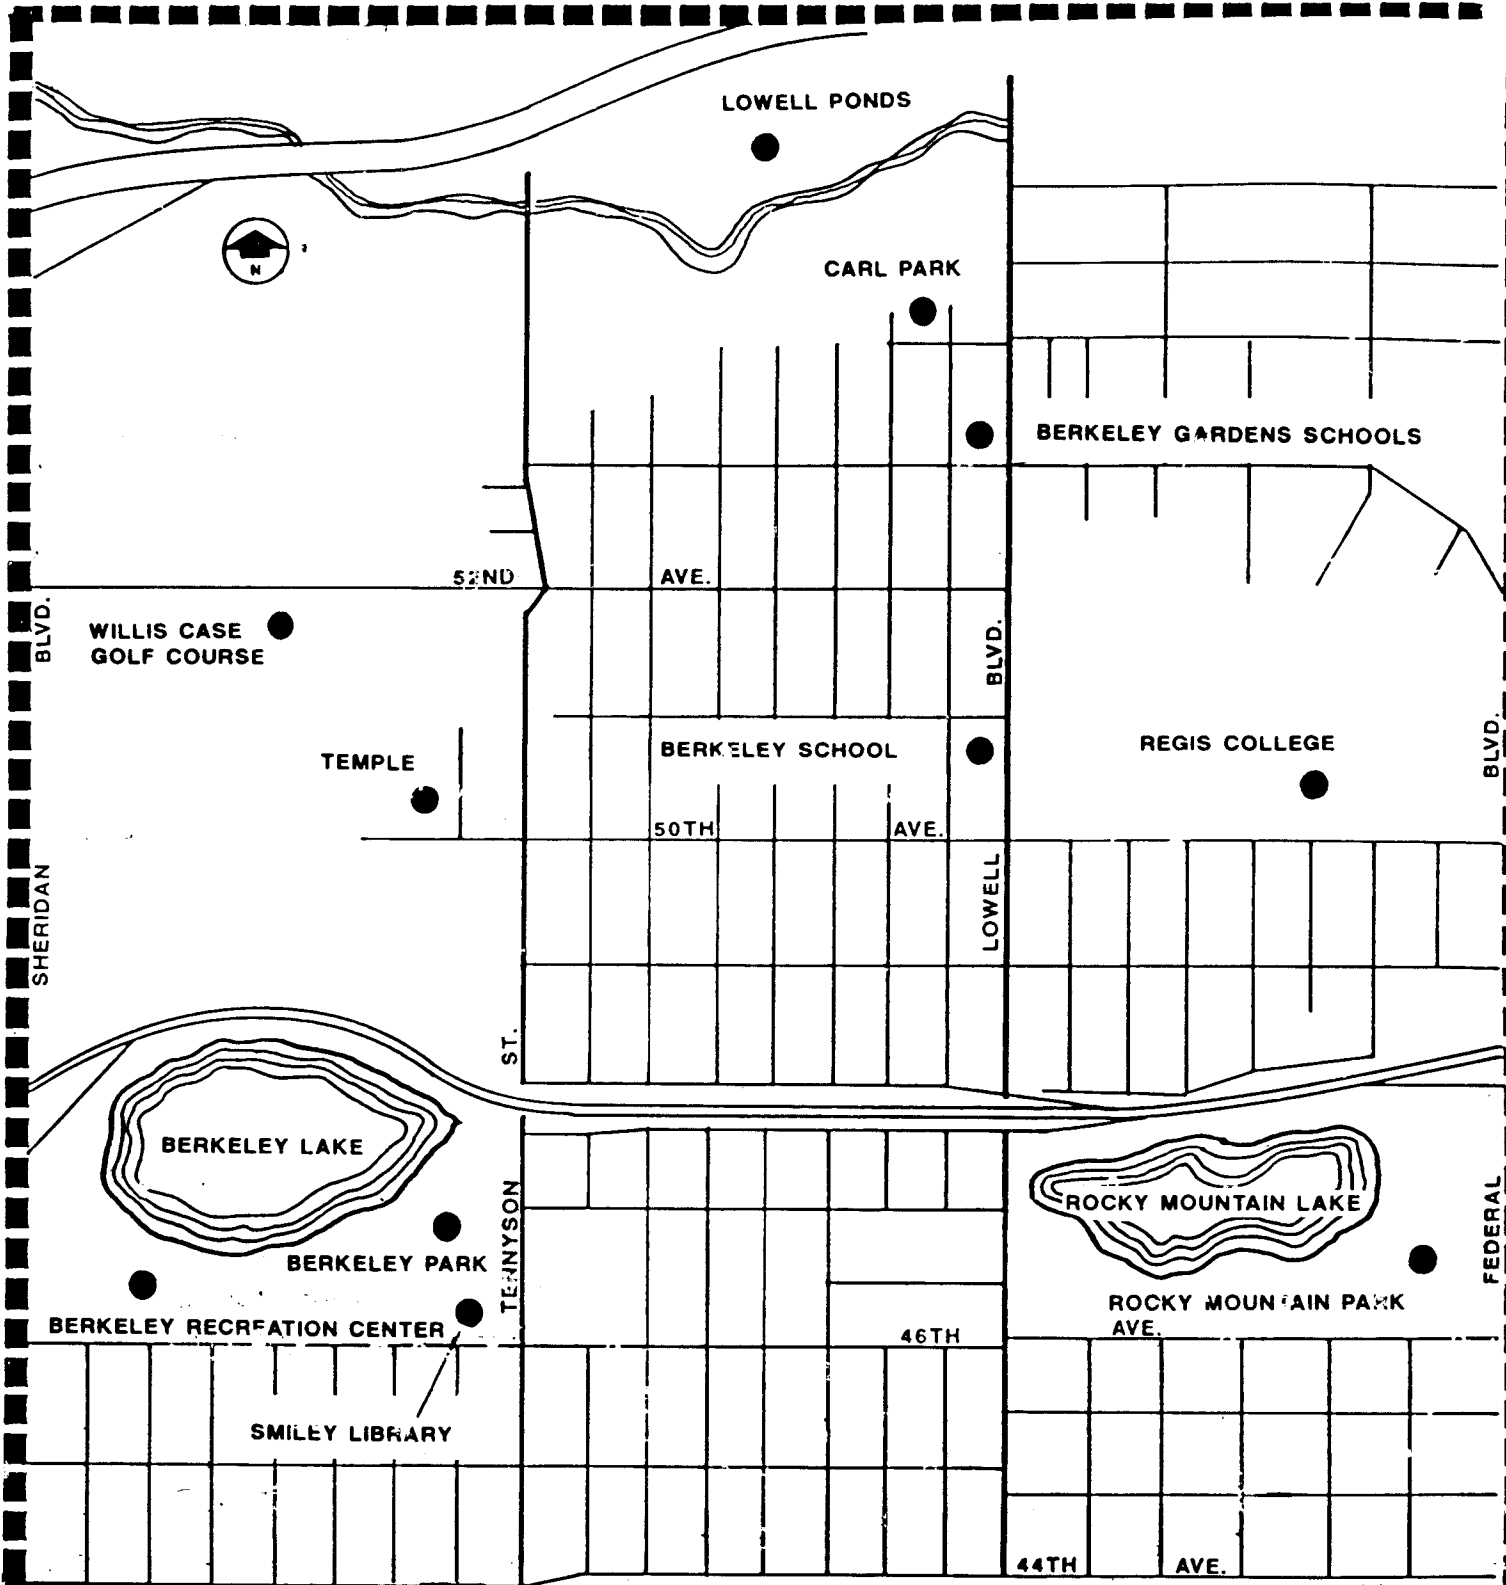 LOWELL PONDS
CARL PARK
N
BERKELEY GARDENS SCHOOLS
52ND AVE.
BLVD.
WILLIS CASE
GOLF COURSE
BLVD.
BLVD.
TEMPLE
BERKELEY SCHOOL
REGIS COLLEGE
50TH AVE.
SHERIDAN
LOWELL
ST.
BERKELEY LAKE
TENNYSON
ROCKY MOUNTAIN LAKE
FEDERAL
BERKELEY PARK
ROCKY MOUNTAIN PARK
BERKELEY RECREATION CENTER
46TH AVE.
SMILEY LIBRARY
44TH AVE.